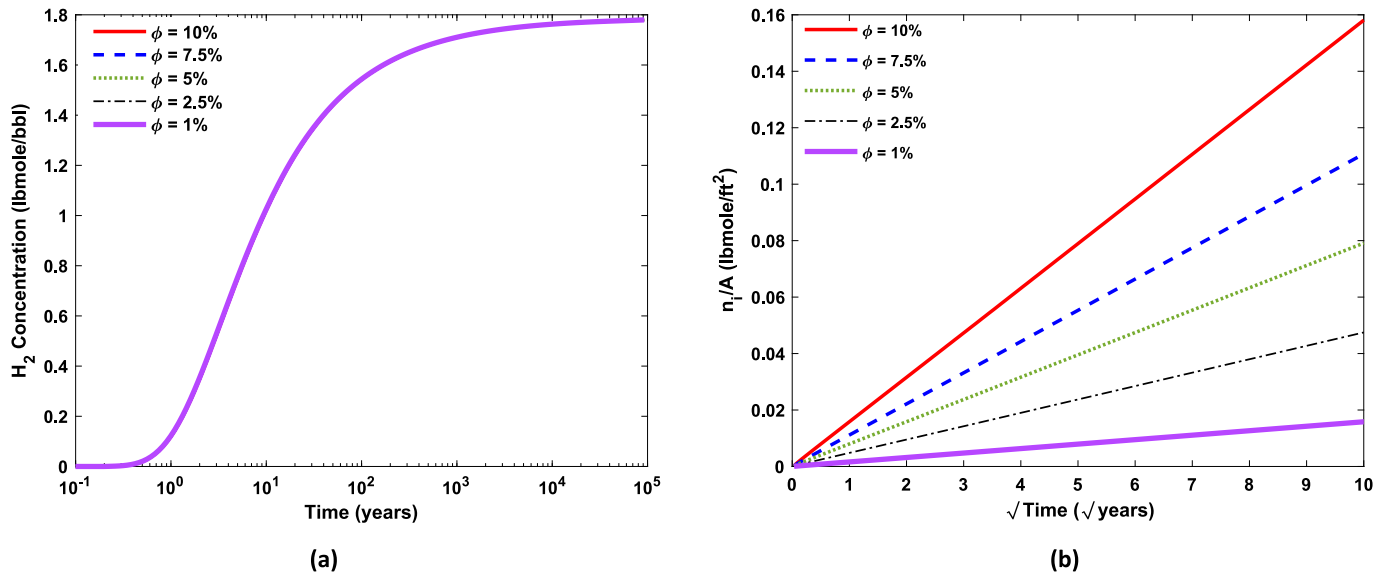 1.8
1.6
1.4
1.2
1
0.8
0.6
0.4
0.2
0
H₂ Concentration (lbmole/bbl)
ϕ = 10%
ϕ = 7.5%
ϕ = 5%
ϕ = 2.5%
ϕ = 1%
10⁻¹ 10⁰ 10¹ 10² 10³ 10⁴ 10⁵
Time (years)
(a)
0.16
0.14
0.12
0.1
0.08
0.06
0.04
0.02
0
nᵢ/A (lbmole/ft²)
ϕ = 10%
ϕ = 7.5%
ϕ = 5%
ϕ = 2.5%
ϕ = 1%
0 1 2 3 4 5 6 7 8 9 10
√Time (√years)
(b)